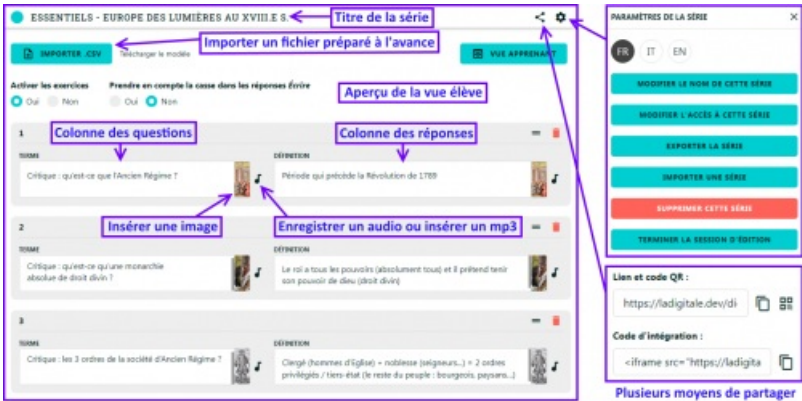 ESSENTIELS - EUROPE DES LUMIÈRES AU XVIII.E S.
Titre de la série
IMPORTER .CSV
Télécharger le modèle
Importer un fichier préparé à l'avance
VUE APPRENANT
Activer les exercices
Prendre en compte la casse dans les réponses Écrire
Oui Non
Oui Non
Aperçu de la vue élève
1
Colonne des questions
Colonne des réponses
TERME
DÉFINITION
Critique : qu'est-ce que l'Ancien Régime ?
Période qui précède la Révolution de 1789
Insérer une image
Enregistrer un audio ou insérer un mp3
2
TERME
DÉFINITION
Critique : qu'est-ce qu'une monarchie
absolue de droit divin ?
Le roi a tous les pouvoirs (absolument tous) et il prétend tenir
son pouvoir de dieu (droit divin)
3
TERME
DÉFINITION
Critique : les 3 ordres de la société d'Ancien Régime ?
Clergé (hommes d'Eglise) + noblesse (seigneurs...) = 2 ordres
privilégiés / tiers-état (le reste du peuple : bourgeois, paysans...)
PARAMÈTRES DE LA SÉRIE
FR IT EN
MODIFIER LE NOM DE CETTE SÉRIE
MODIFIER L'ACCÈS À CETTE SÉRIE
EXPORTER LA SÉRIE
IMPORTER UNE SÉRIE
SUPPRIMER CETTE SÉRIE
TERMINER LA SESSION D'ÉDITION
Lien et code QR :
https://ladigitale.dev/di
Code d'intégration :
<iframe src="https://ladigita
Plusieurs moyens de partager